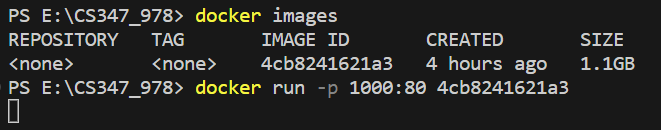 PS E:\CS347_978> docker images
REPOSITORY   TAG       IMAGE ID       CREATED       SIZE
<none>       <none>    4cb8241621a3   4 hours ago   1.1GB
PS E:\CS347_978> docker run -p 1000:80 4cb8241621a3